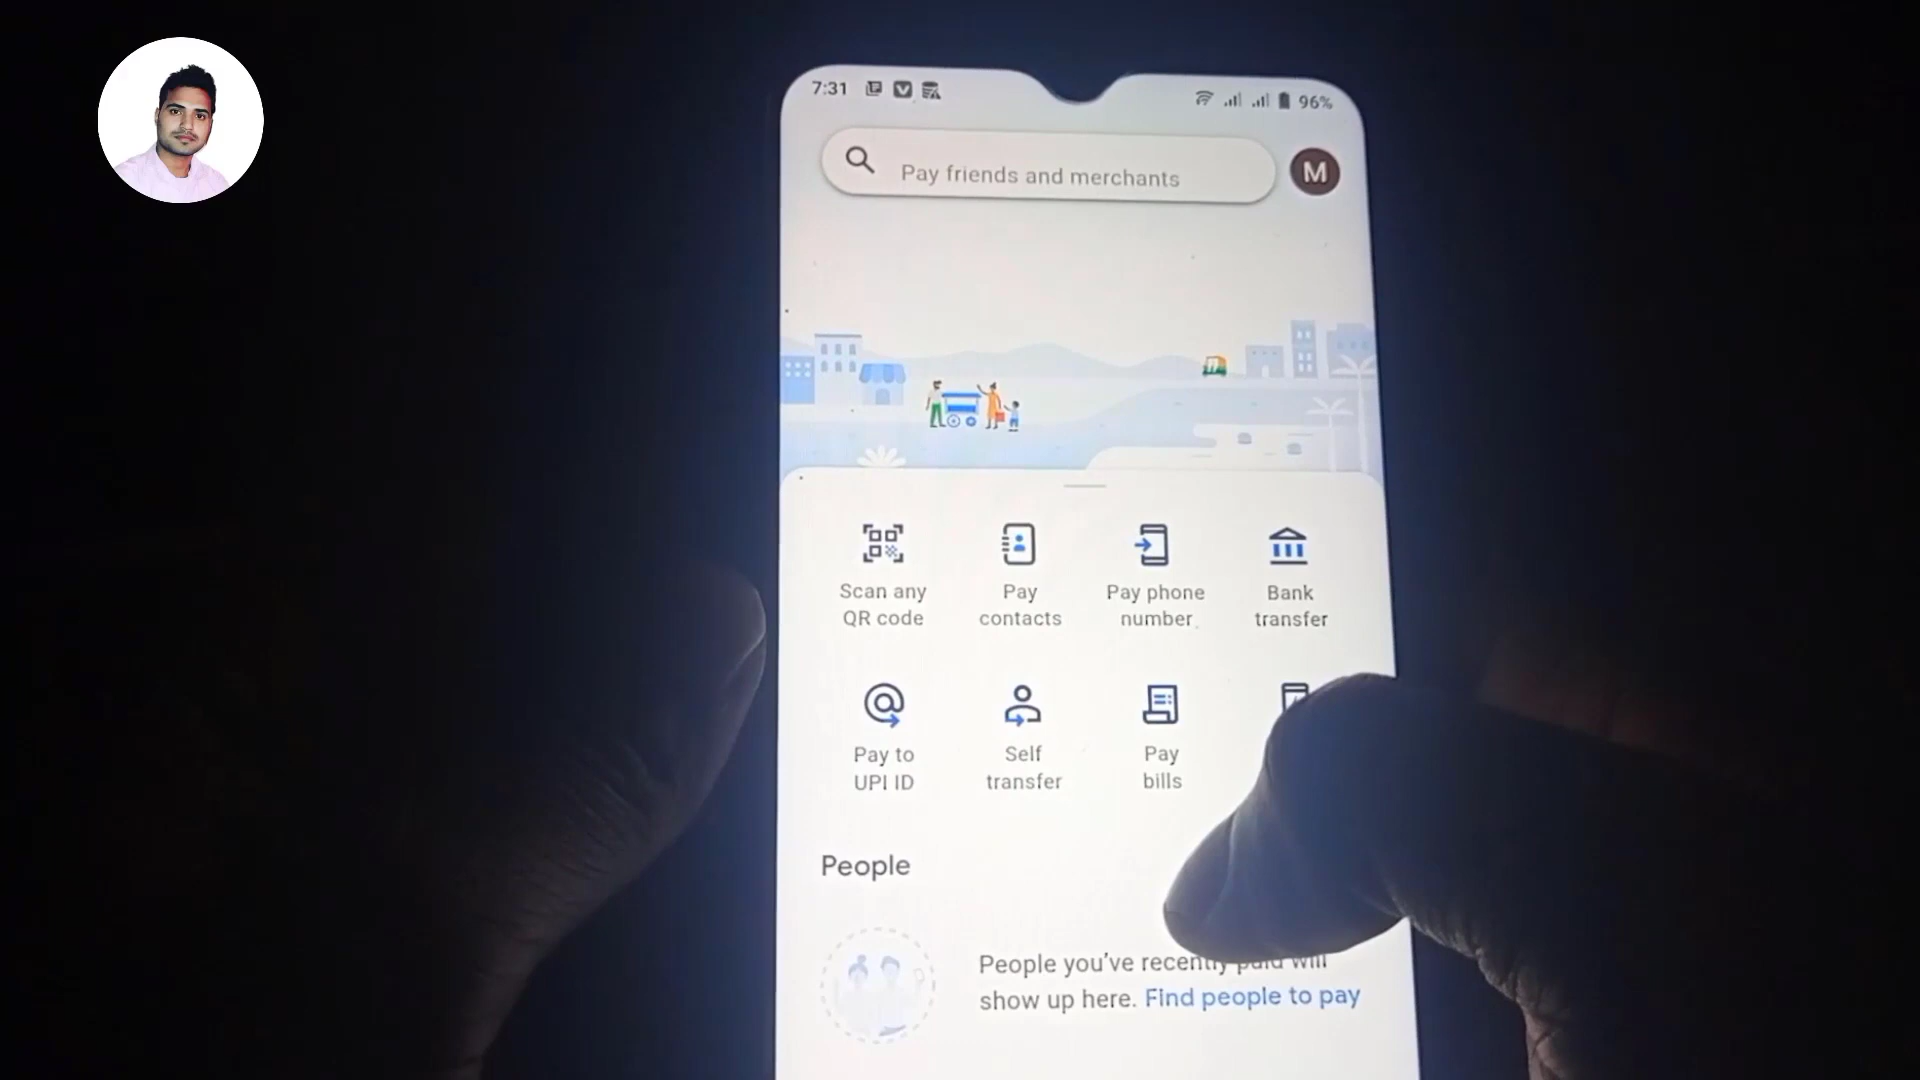 7:31
96%
Pay friends and merchants
M
Scan any
QR code
Pay
contacts
Pay phone
number
Bank
transfer
Pay to
UPI ID
Self
transfer
Pay
bills
People
People you've recently paid will
show up here. Find people to pay